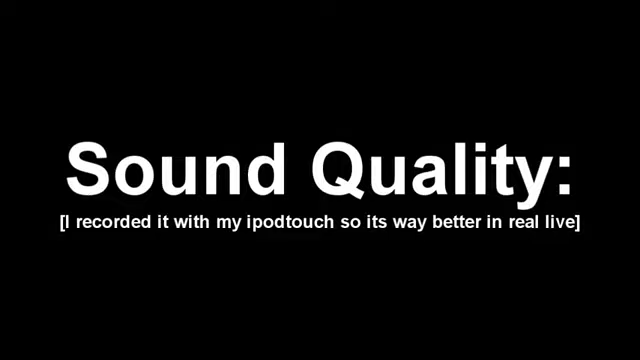 Sound Quality:
[I recorded it with my ipodtouch so its way better in real live]